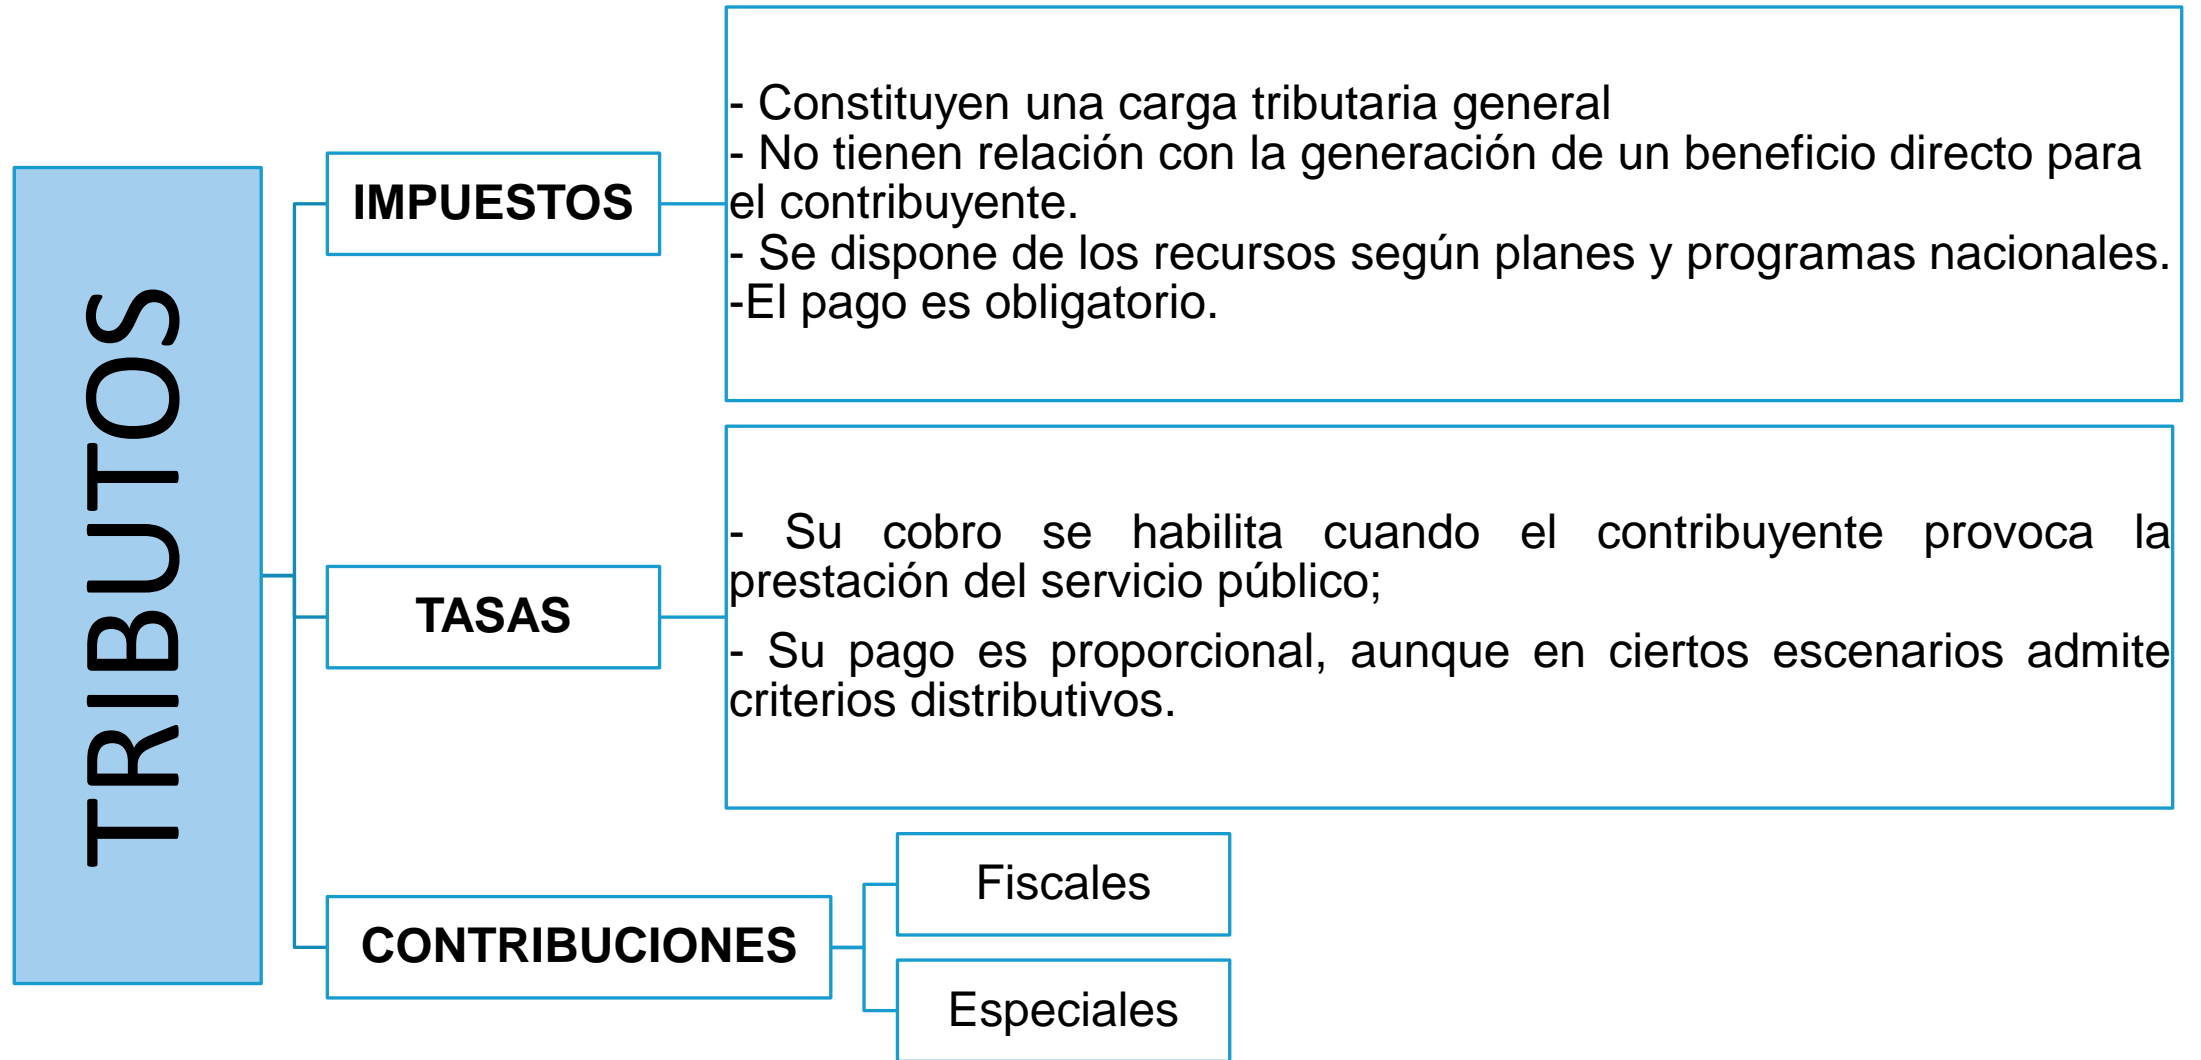 TRIBUTOS
IMPUESTOS
- Constituyen una carga tributaria general
- No tienen relación con la generación de un beneficio directo para
el contribuyente.
- Se dispone de los recursos según planes y programas nacionales.
-El pago es obligatorio.
TASAS
- Su cobro se habilita cuando el contribuyente provoca la
prestación del servicio público;
- Su pago es proporcional, aunque en ciertos escenarios admite
criterios distributivos.
CONTRIBUCIONES
Fiscales
Especiales